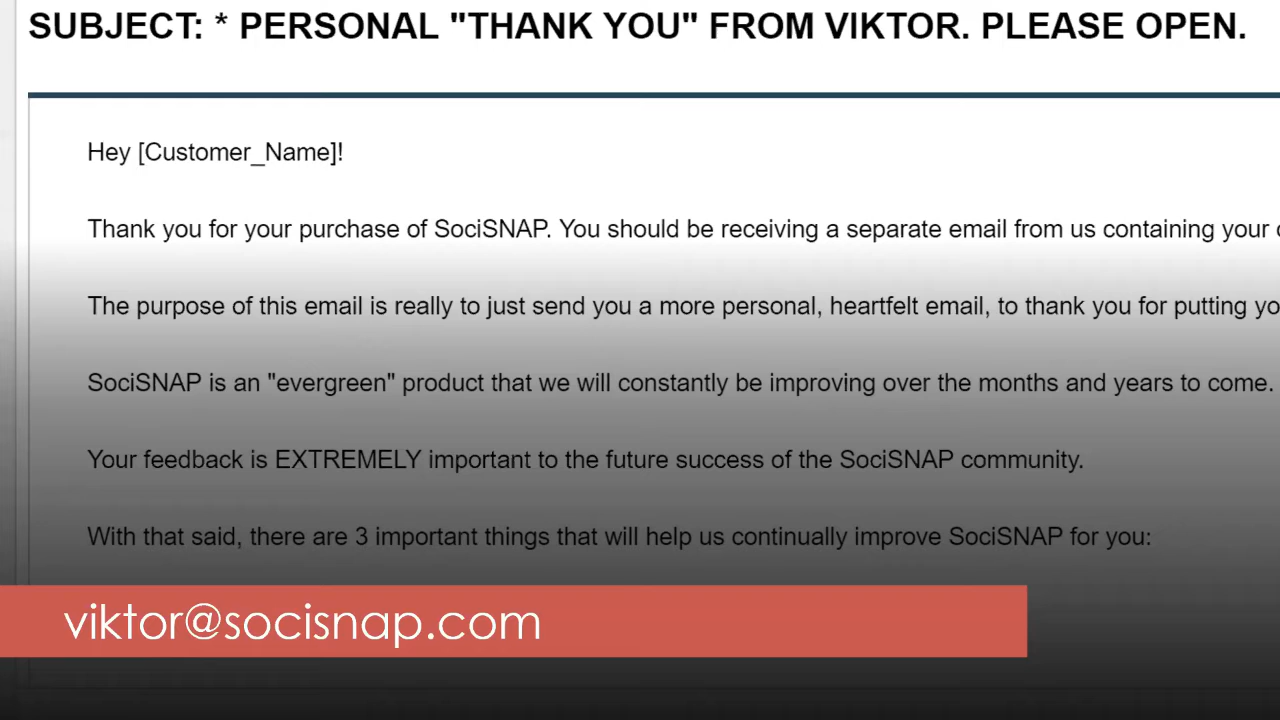 SUBJECT: * PERSONAL "THANK YOU" FROM VIKTOR. PLEASE OPEN.
Hey [Customer_Name]!
Thank you for your purchase of SociSNAP. You should be receiving a separate email from us containing your
The purpose of this email is really to just send you a more personal, heartfelt email, to thank you for putting
SociSNAP is an "evergreen" product that we will constantly be improving over the months and years to come.
Your feedback is EXTREMELY important to the future success of the SociSNAP community.
With that said, there are 3 important things that will help us continually improve SociSNAP for you:
viktor@socisnap.com